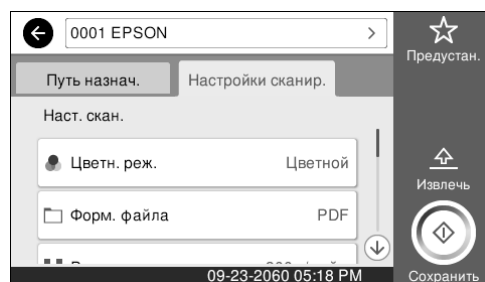 0001 EPSON
Предустан.
Путь назнач.
Настройки сканир.
Наст. скан.
Цветн. реж.
Цветной
Извлечь
Форм. файла
PDF
09-23-2060 05:18 PM
Сохранить